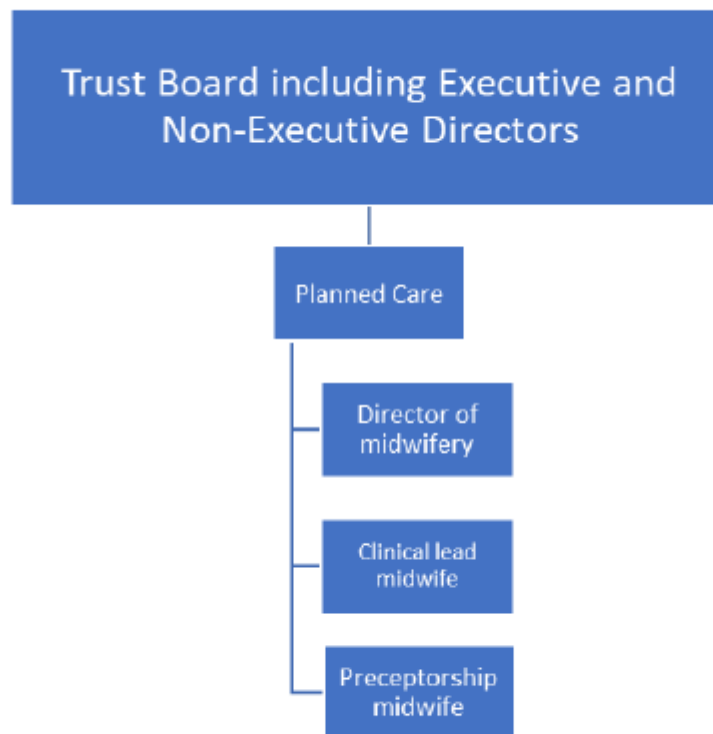 Trust Board including Executive and
Non-Executive Directors
Planned Care
Director of
midwifery
Clinical lead
midwife
Preceptorship
midwife